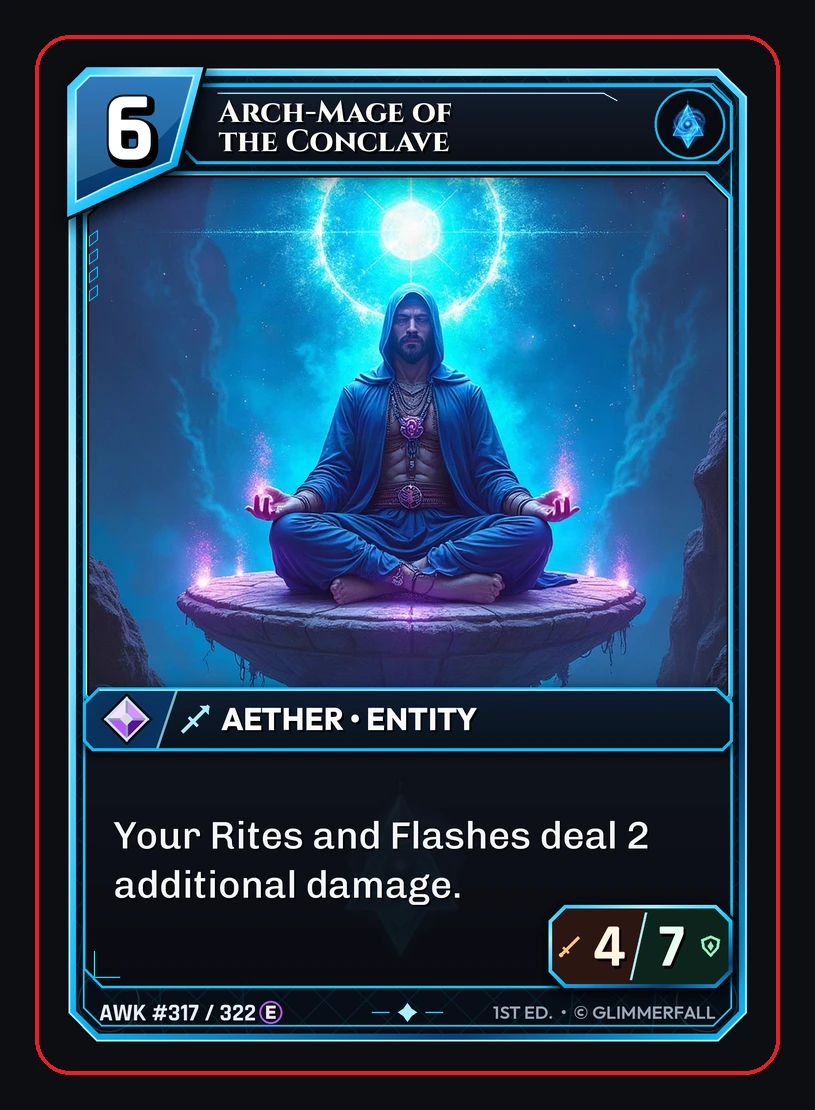 6
Arch-Mage of
the Conclave
AETHER • ENTITY
Your Rites and Flashes deal 2
additional damage.
4/7
AWK #317 / 322 E
1ST ED. • © GLIMMERFALL